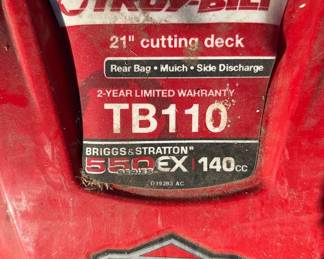 TROY-BILT
21" cutting deck
Rear Bag • Mulch • Side Discharge
2-YEAR LIMITED WARRANTY
TB110
BRIGGS&STRATTON
550 EX | 140cc
SERIES